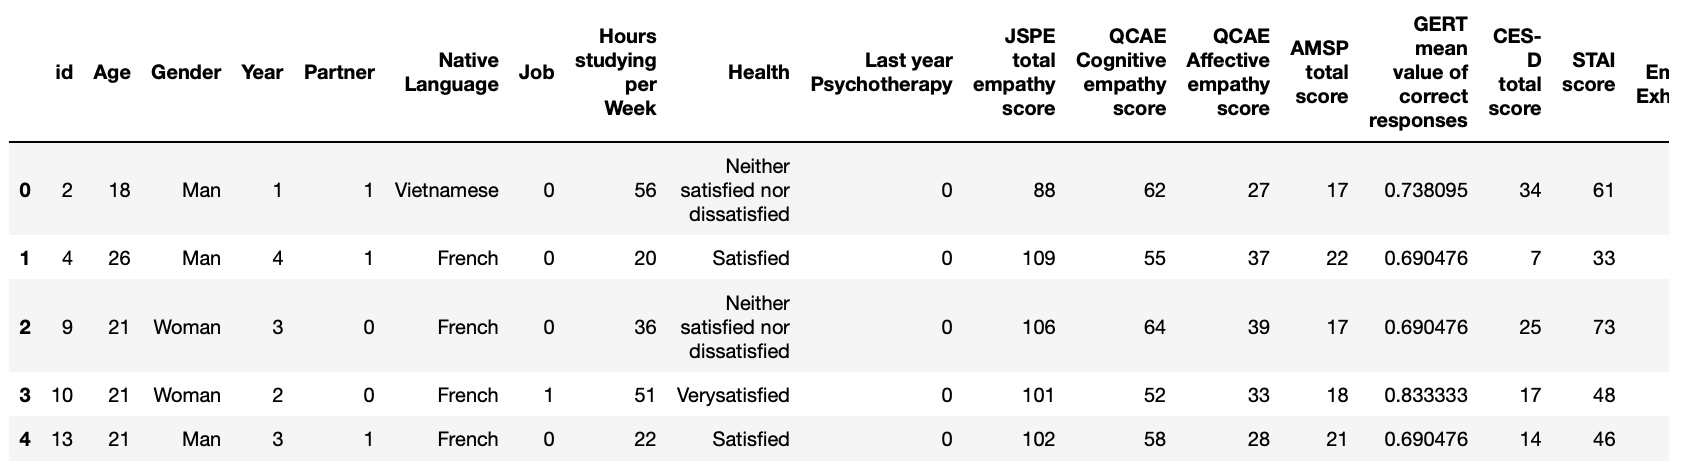 id Age Gender Year Partner Native Language Job Hours studying per Week Health Last year Psychotherapy JSPE total empathy score QCAE Cognitive empathy score QCAE Affective empathy score AMSP total score GERT mean value of correct responses CES-D total score STAI score En Exh
0 2 18 Man 1 1 Vietnamese 0 56 Neither satisfied nor dissatisfied 0 88 62 27 17 0.738095 34 61
1 4 26 Man 4 1 French 0 20 Satisfied 0 109 55 37 22 0.690476 7 33
2 9 21 Woman 3 0 French 0 36 Neither satisfied nor dissatisfied 0 106 64 39 17 0.690476 25 73
3 10 21 Woman 2 0 French 1 51 Verysatisfied 0 101 52 33 18 0.833333 17 48
4 13 21 Man 3 1 French 0 22 Satisfied 0 102 58 28 21 0.690476 14 46